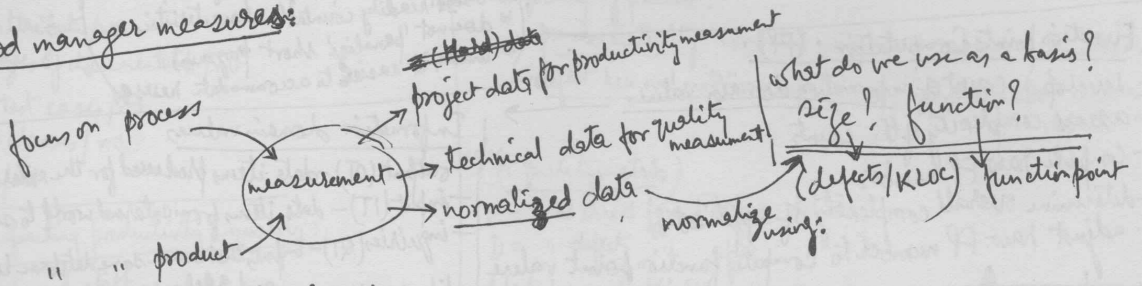 d manager measures:
focus on process
" " product
measurement
project data for productivity measurement
technical data for quality measurement
normalized data
normalize using:
what do we use as a basis?
size? function?
(defects/KLOC) function point